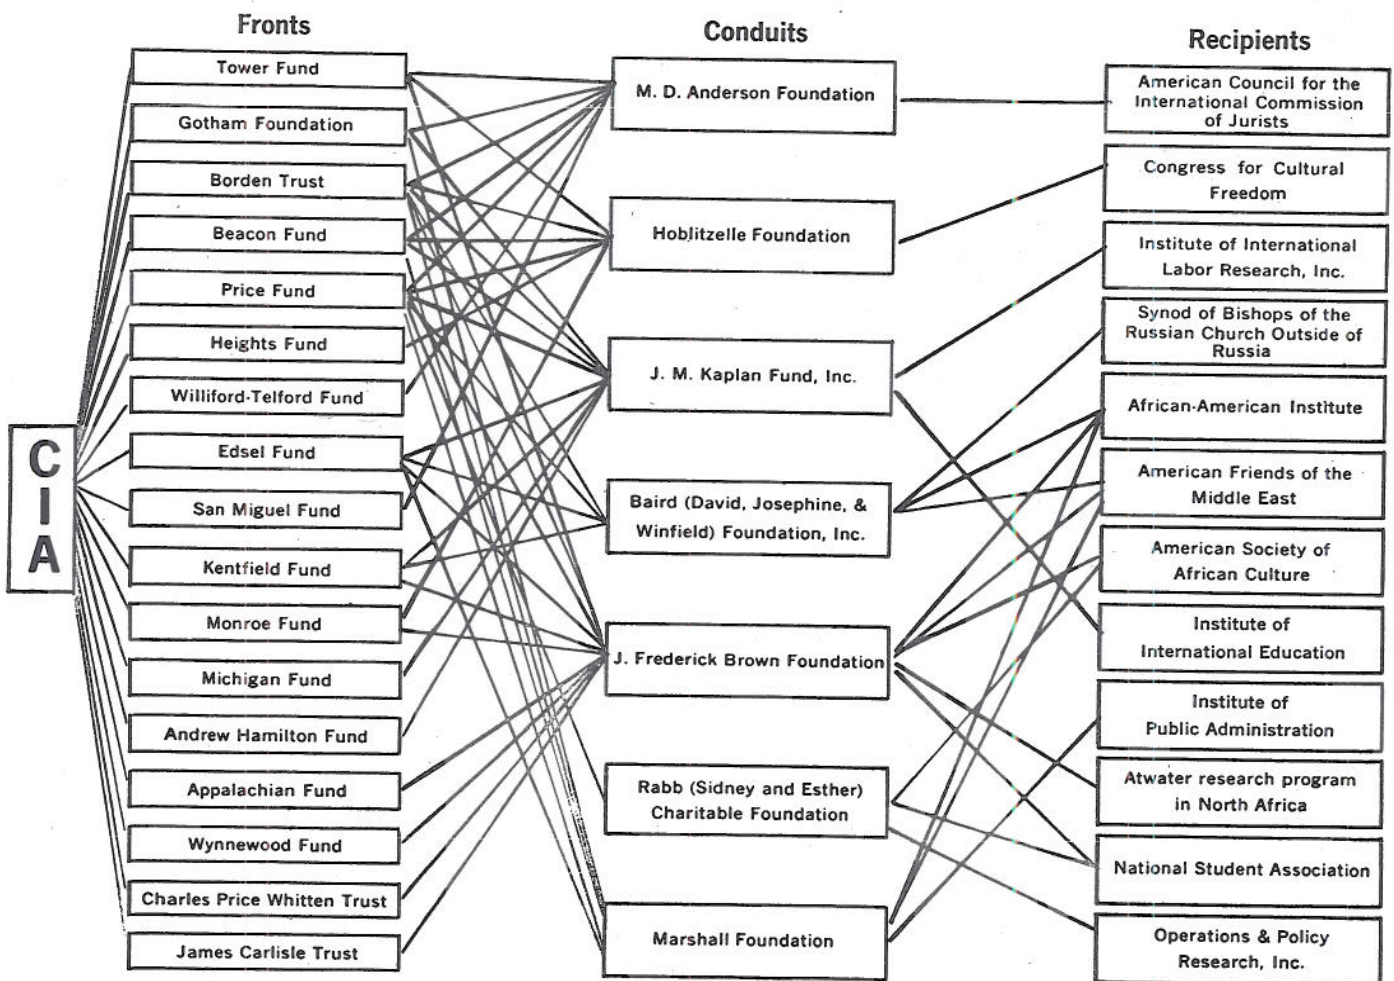 Fronts
Tower Fund
Gotham Foundation
Borden Trust
Beacon Fund
Price Fund
Heights Fund
Williford-Telford Fund
Edsel Fund
San Miguel Fund
Kentfield Fund
Monroe Fund
Michigan Fund
Andrew Hamilton Fund
Appalachian Fund
Wynnewood Fund
Charles Price Whitten Trust
James Carlisle Trust
C
I
A
Conduits
M. D. Anderson Foundation
Hoblitzelle Foundation
J. M. Kaplan Fund, Inc.
Baird (David, Josephine, &
Winfield) Foundation, Inc.
J. Frederick Brown Foundation
Rabb (Sidney and Esther)
Charitable Foundation
Marshall Foundation
Recipients
American Council for the
International Commission
of Jurists
Congress for Cultural
Freedom
Institute of International
Labor Research, Inc.
Synod of Bishops of the
Russian Church Outside of
Russia
African-American Institute
American Friends of the
Middle East
American Society of
African Culture
Institute of
International Education
Institute of
Public Administration
Atwater research program
in North Africa
National Student Association
Operations & Policy
Research, Inc.